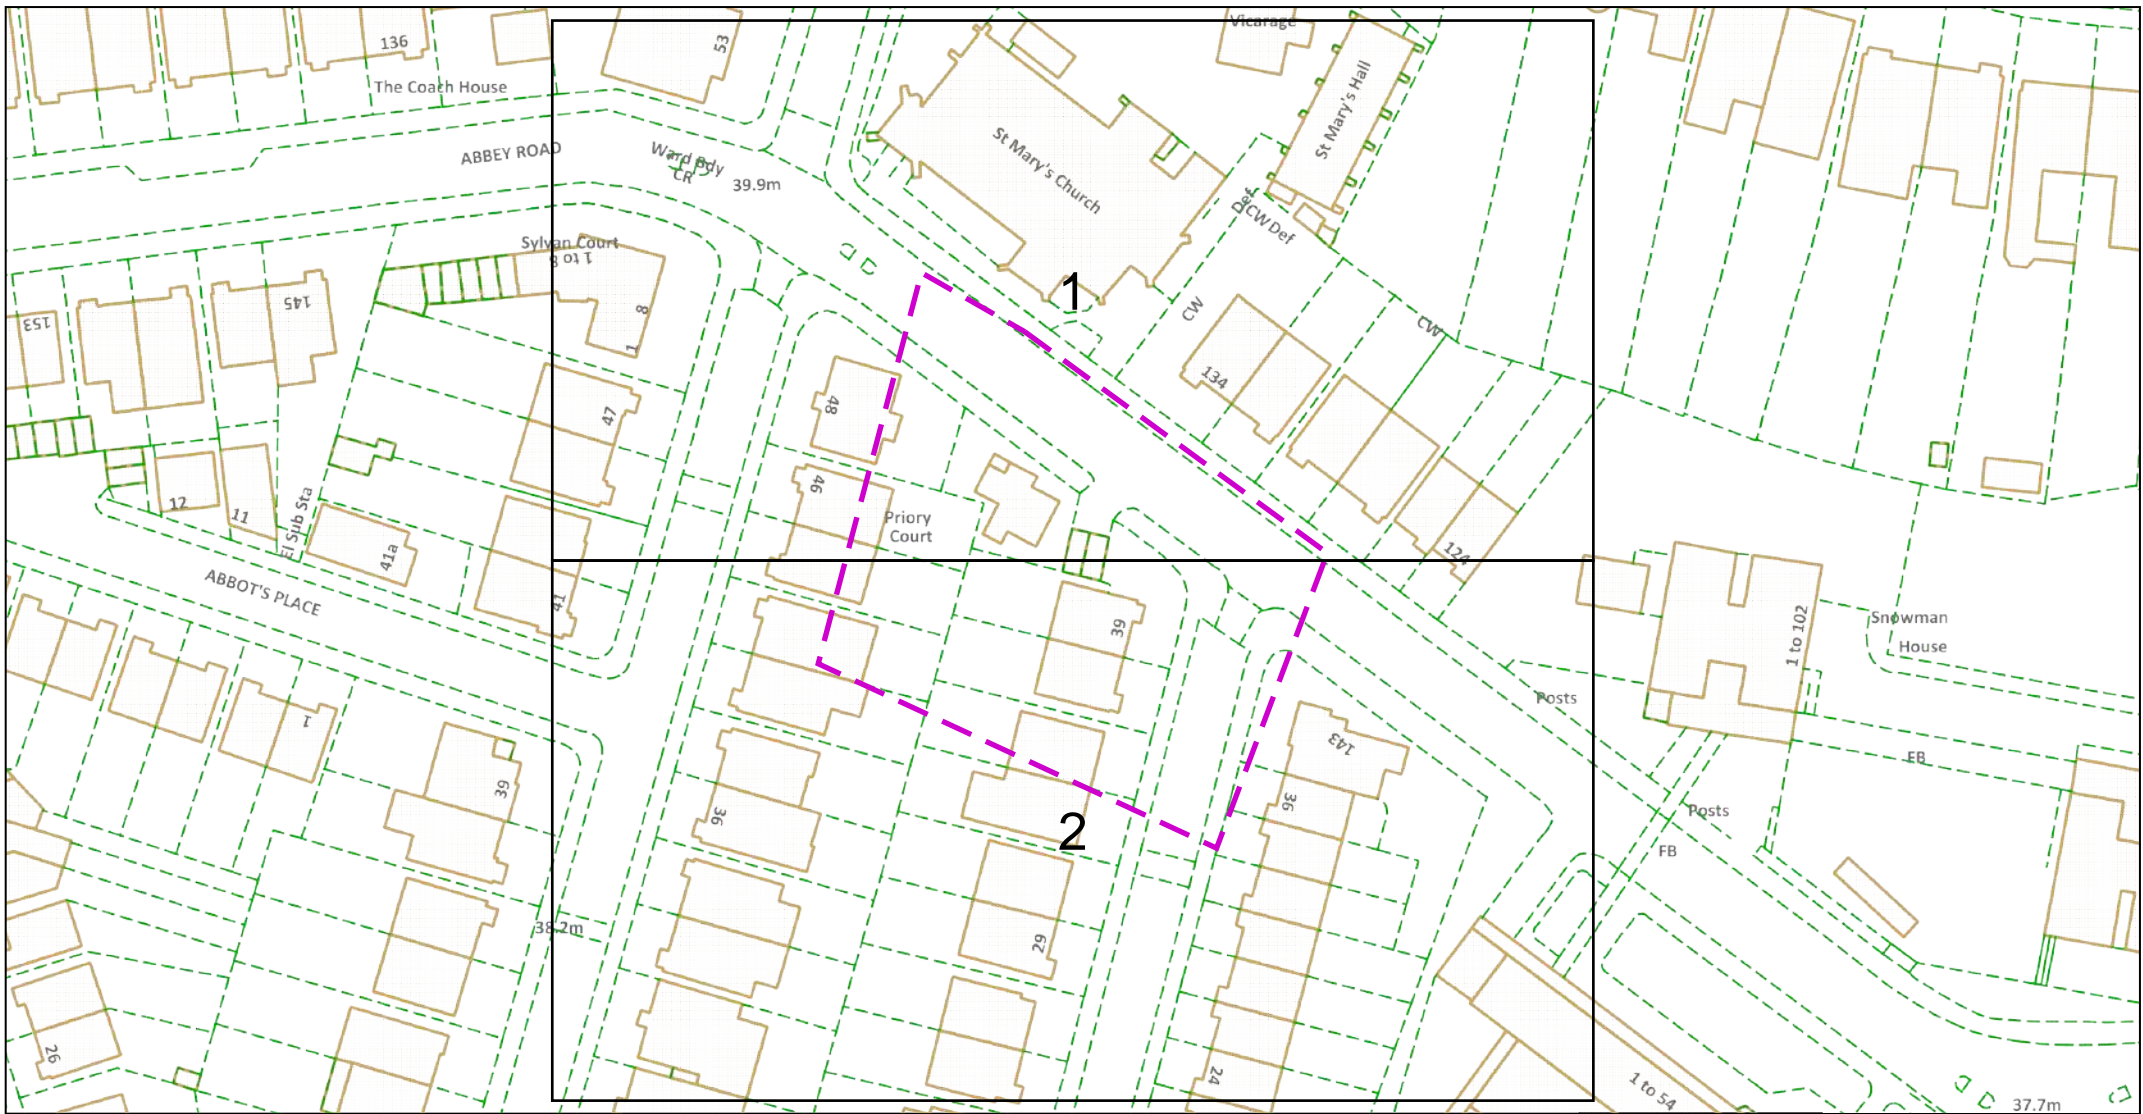 136
The Coach House
53
Vicarage
St Mary's Hall
ABBEY ROAD
Ward Bdy
CR
39.9m
St Mary's Church
Def
CW Def
Sylvan Court
1 to 8
8
1
1
CW
CW
153
145
134
47
48
46
Priory
Court
124
12
11
El Sub Sta
41a
41
ABBOT'S PLACE
39
1 to 102
Snowman
House
Posts
1
143
EB
39
36
36
2
Posts
FB
38.2m
29
26
24
1 to 54
37.7m